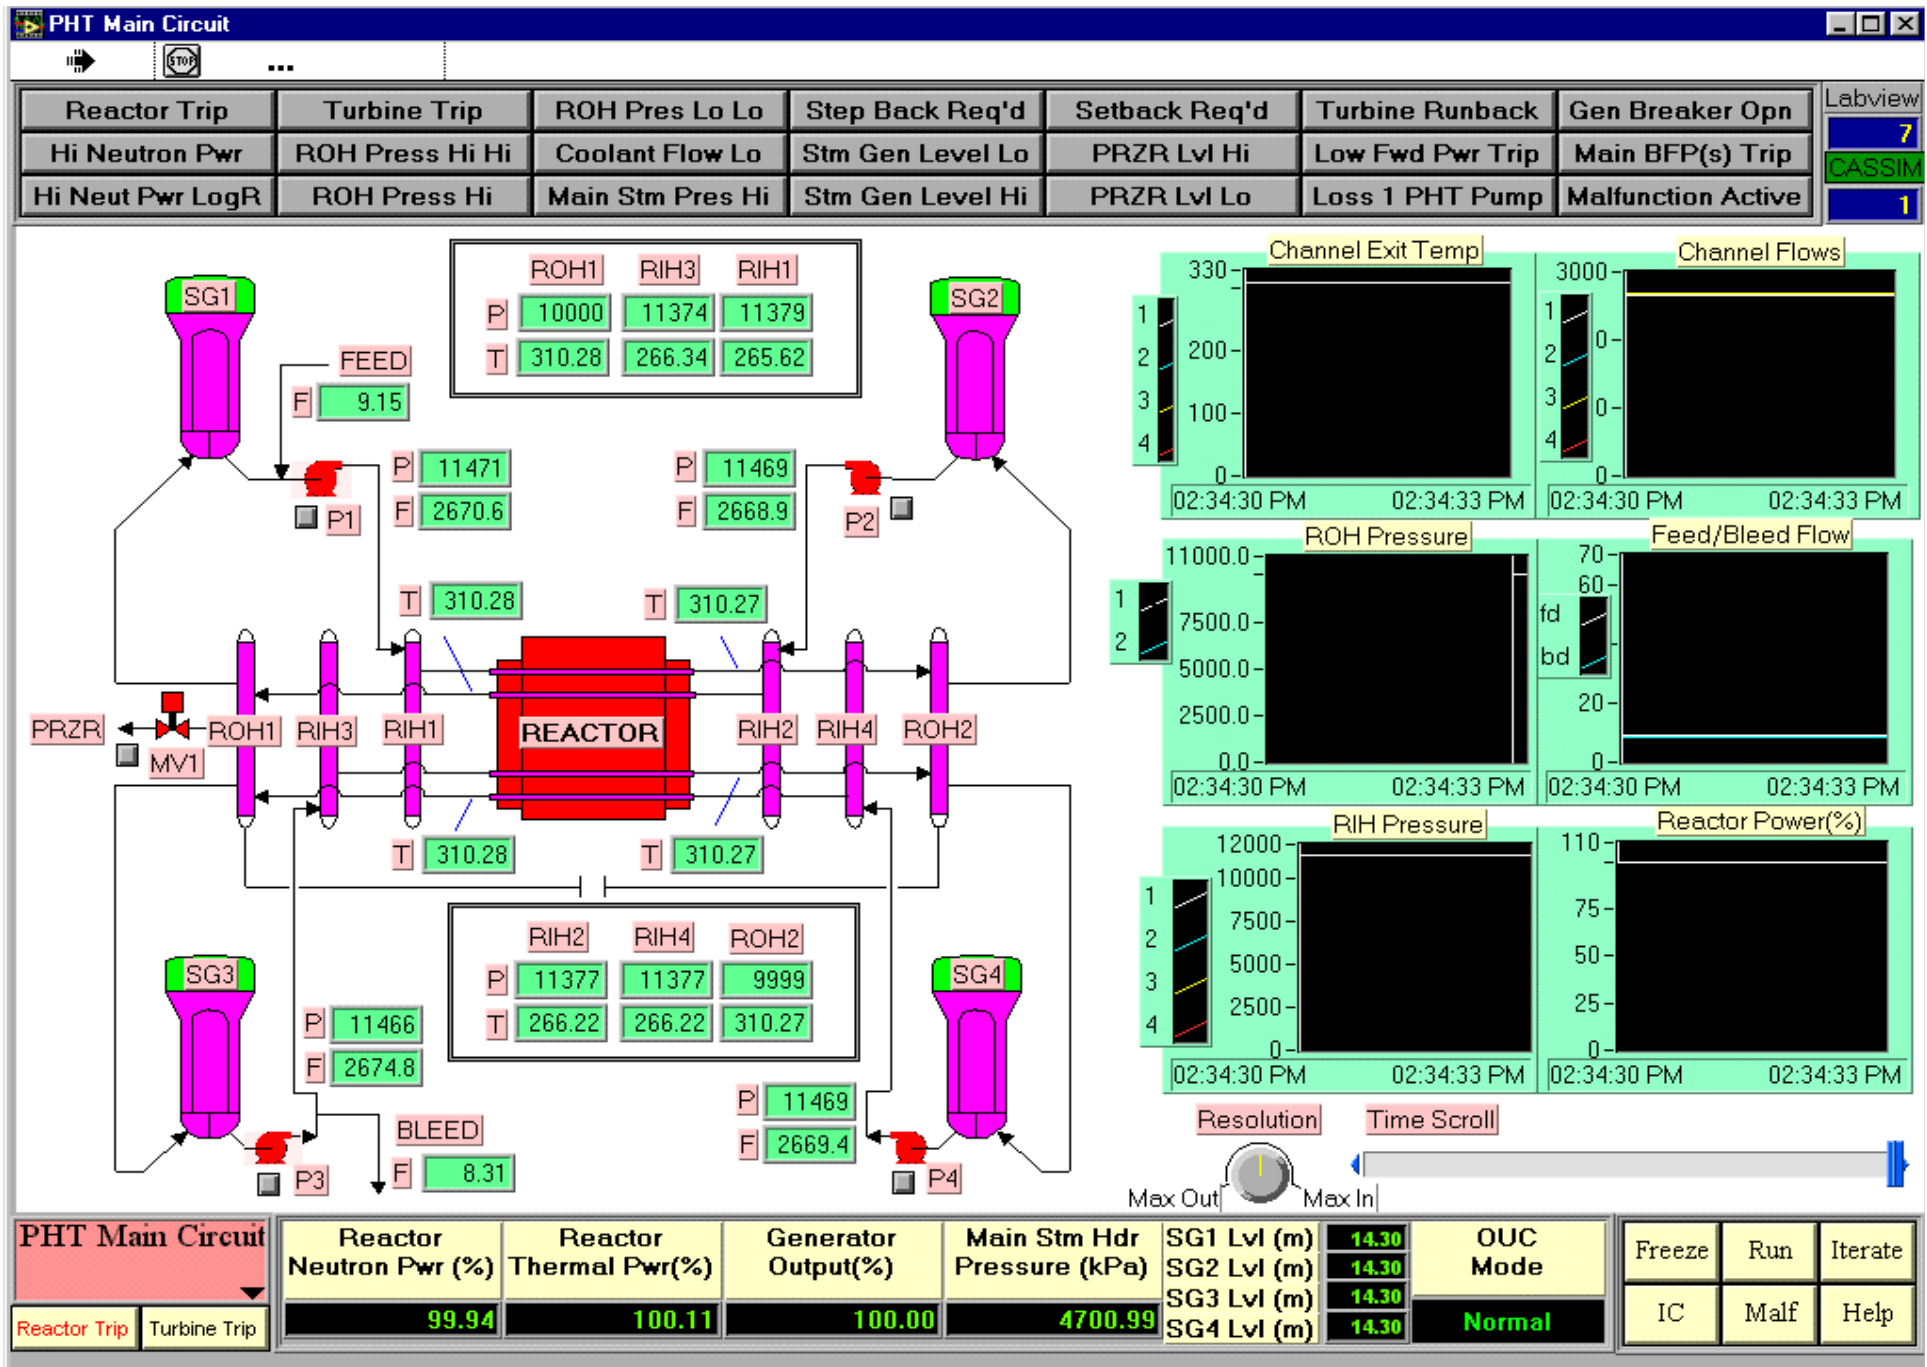 PHT Main Circuit
STOP
...
Reactor Trip Turbine Trip ROH Pres Lo Lo Step Back Req'd Setback Req'd Turbine Runback Gen Breaker Opn
Hi Neutron Pwr ROH Press Hi Hi Coolant Flow Lo Stm Gen Level Lo PRZR Lvl Hi Low Fwd Pwr Trip Main BFP(s) Trip
Hi Neut Pwr LogR ROH Press Hi Main Stm Pres Hi Stm Gen Level Hi PRZR Lvl Lo Loss 1 PHT Pump Malfunction Active
Labview
7
CASSIM
1
ROH1 RIH3 RIH1
P 10000 11374 11379
T 310.28 266.34 265.62
SG1
SG2
FEED
F 9.15
P 11471
F 2670.6
P1
P 11469
F 2668.9
P2
T 310.28
T 310.27
PRZR
MV1
ROH1 RIH3 RIH1
REACTOR
RIH2 RIH4 ROH2
T 310.28
T 310.27
RIH2 RIH4 ROH2
P 11377 11377 9999
T 266.22 266.22 310.27
SG3
SG4
P 11466
F 2674.8
P3
BLEED
F 8.31
P 11469
F 2669.4
P4
Channel Exit Temp
330
200
100
0
1
2
3
4
02:34:30 PM 02:34:33 PM
Channel Flows
3000
0
0
0
1
2
3
4
02:34:30 PM 02:34:33 PM
ROH Pressure
11000.0
7500.0
5000.0
2500.0
0.0
1
2
02:34:30 PM 02:34:33 PM
Feed/Bleed Flow
70
60
20
0
fd
bd
02:34:30 PM 02:34:33 PM
RIH Pressure
12000
10000
7500
5000
2500
0
1
2
3
4
02:34:30 PM 02:34:33 PM
Reactor Power(%)
110
75
50
25
0
02:34:30 PM 02:34:33 PM
Resolution
Max Out Max In
Time Scroll
PHT Main Circuit
Reactor Trip Turbine Trip
Reactor
Neutron Pwr (%)
99.94
Reactor
Thermal Pwr(%)
100.11
Generator
Output(%)
100.00
Main Stm Hdr
Pressure (kPa)
4700.99
SG1 Lvl (m) 14.30
SG2 Lvl (m) 14.30
SG3 Lvl (m) 14.30
SG4 Lvl (m) 14.30
OUC
Mode
Normal
Freeze Run Iterate
IC Malf Help